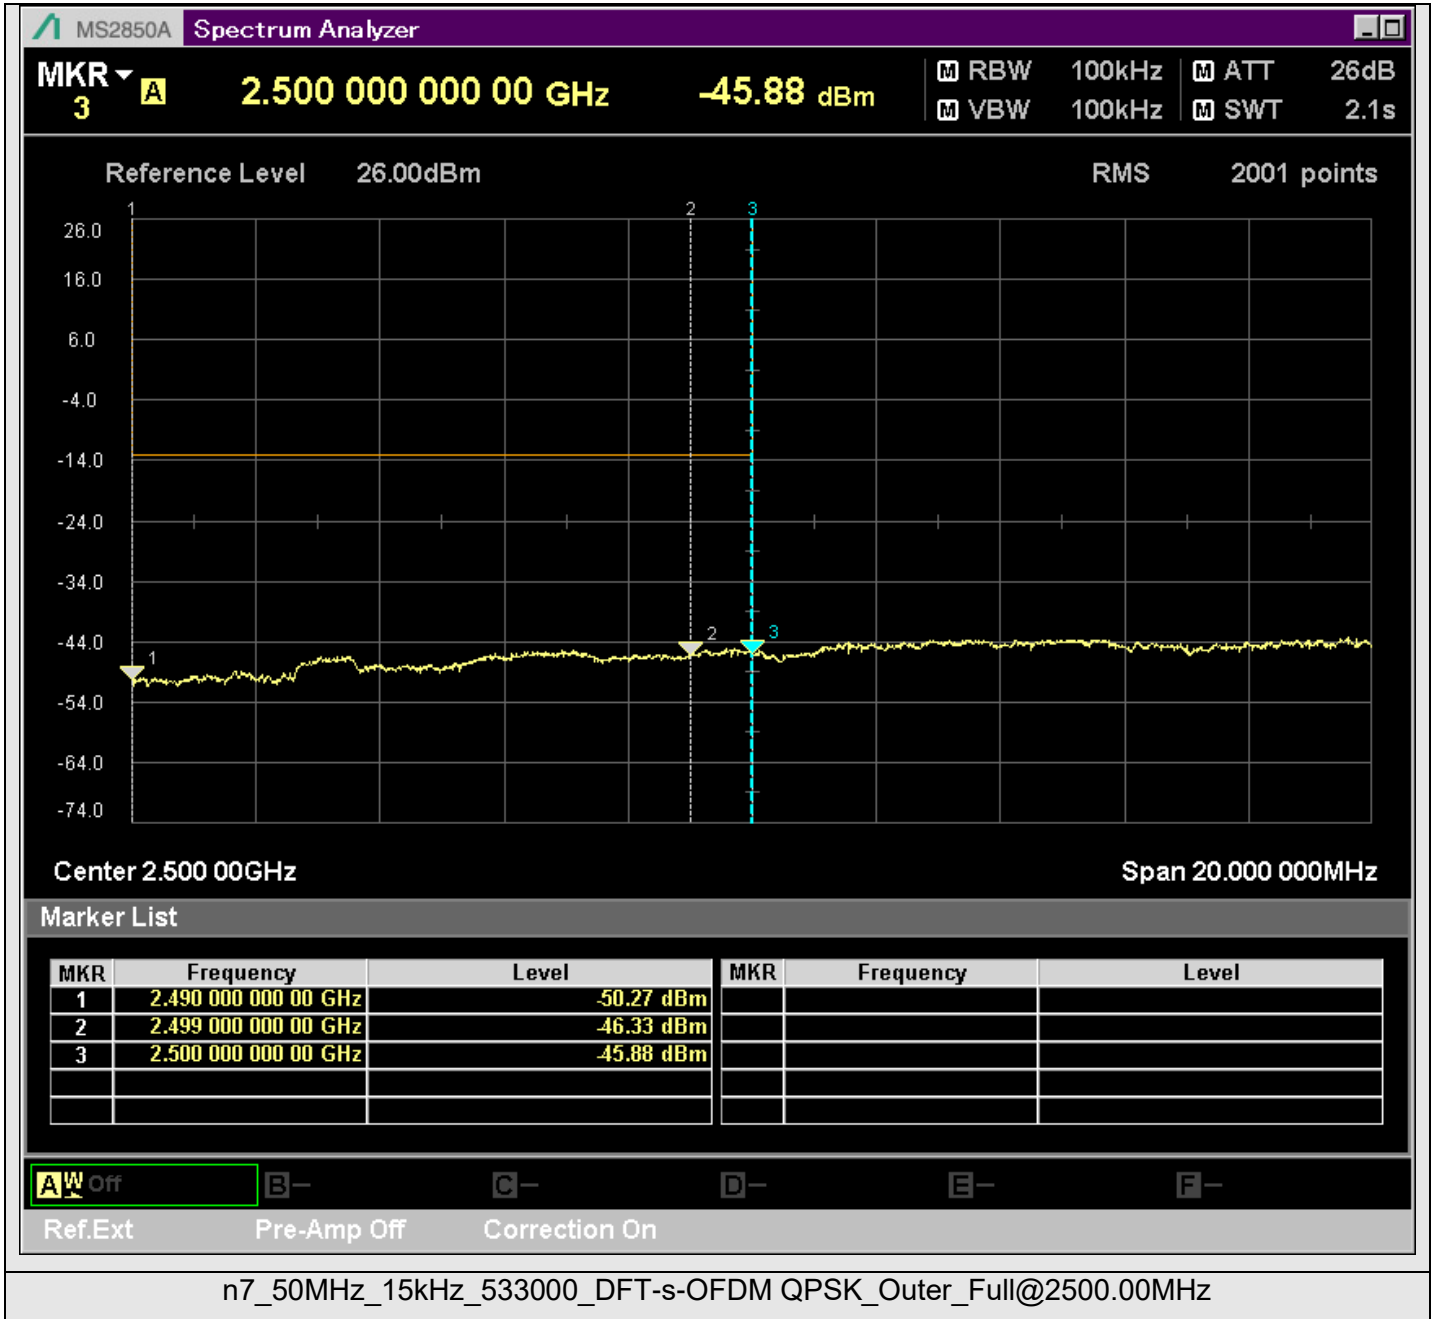 MS2850A Spectrum Analyzer
MKR A 2.500 000 000 00 GHz -45.88 dBm M RBW 100kHz M ATT 26dB
3 M VBW 100kHz M SWT 2.1s
Reference Level 26.00dBm RMS 2001 points
1 2 3
26.0
16.0
6.0
-4.0
-14.0
-24.0
-34.0
-44.0
1 2 3
-54.0
-64.0
-74.0
Center 2.500 00GHz Span 20.000 000MHz
Marker List
MKR Frequency Level MKR Frequency Level
1 2.490 000 000 00 GHz -50.27 dBm
2 2.499 000 000 00 GHz -46.33 dBm
3 2.500 000 000 00 GHz -45.88 dBm
A W Off B - C - D - E - F -
Ref.Ext Pre-Amp Off Correction On
n7_50MHz_15kHz_533000_DFT-s-OFDM QPSK_Outer_Full@2500.00MHz